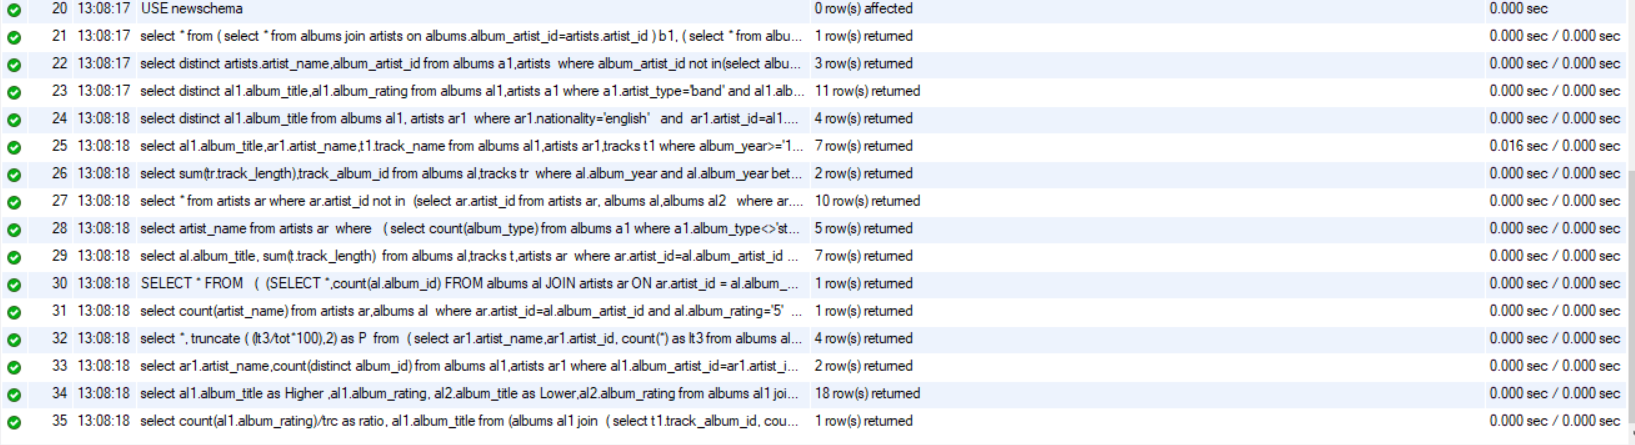 20 13:08:17 USE newschema 0 row(s) affected 0.000 sec
21 13:08:17 select * from ( select * from albums join artists on albums.album_artist_id=artists.artist_id ) b1, ( select * from albu... 1 row(s) returned 0.000 sec / 0.000 sec
22 13:08:17 select distinct artists.artist_name,album_artist_id from albums a1,artists  where album_artist_id not in(select albu... 3 row(s) returned 0.000 sec / 0.000 sec
23 13:08:17 select distinct al1.album_title,al1.album_rating from albums al1,artists a1 where a1.artist_type='band' and al1.alb... 11 row(s) returned 0.000 sec / 0.000 sec
24 13:08:18 select distinct al1.album_title from albums al1, artists ar1  where ar1.nationality='english'   and  ar1.artist_id=al1.... 4 row(s) returned 0.000 sec / 0.000 sec
25 13:08:18 select al1.album_title,ar1.artist_name,t1.track_name from albums al1,artists ar1,tracks t1 where album_year>='1... 7 row(s) returned 0.016 sec / 0.000 sec
26 13:08:18 select sum(tr.track_length),track_album_id from albums al,tracks tr  where al.album_year and al.album_year bet... 2 row(s) returned 0.000 sec / 0.000 sec
27 13:08:18 select * from artists ar where ar.artist_id not in  (select ar.artist_id from artists ar, albums al,albums al2   where ar.... 10 row(s) returned 0.000 sec / 0.000 sec
28 13:08:18 select artist_name from artists ar  where   ( select count(album_type) from albums a1 where a1.album_type<>'st... 5 row(s) returned 0.000 sec / 0.000 sec
29 13:08:18 select al.album_title, sum(t.track_length)  from albums al,tracks t,artists ar  where ar.artist_id=al.album_artist_id ... 7 row(s) returned 0.000 sec / 0.000 sec
30 13:08:18 SELECT * FROM   (  (SELECT *,count(al.album_id) FROM albums al JOIN artists ar ON ar.artist_id = al.album_... 1 row(s) returned 0.000 sec / 0.000 sec
31 13:08:18 select count(artist_name) from artists ar,albums al  where ar.artist_id=al.album_artist_id and al.album_rating='5'  ... 1 row(s) returned 0.000 sec / 0.000 sec
32 13:08:18 select *, truncate ( (lt3/tot*100),2) as P  from  ( select ar1.artist_name,ar1.artist_id, count(*) as lt3 from albums al... 4 row(s) returned 0.000 sec / 0.000 sec
33 13:08:18 select ar1.artist_name,count(distinct album_id) from albums al1,artists ar1 where al1.album_artist_id=ar1.artist_i... 2 row(s) returned 0.000 sec / 0.000 sec
34 13:08:18 select al1.album_title as Higher ,al1.album_rating, al2.album_title as Lower,al2.album_rating from albums al1 joi... 18 row(s) returned 0.000 sec / 0.000 sec
35 13:08:18 select count(al1.album_rating)/trc as ratio, al1.album_title from (albums al1 join  ( select t1.track_album_id, cou... 1 row(s) returned 0.000 sec / 0.000 sec